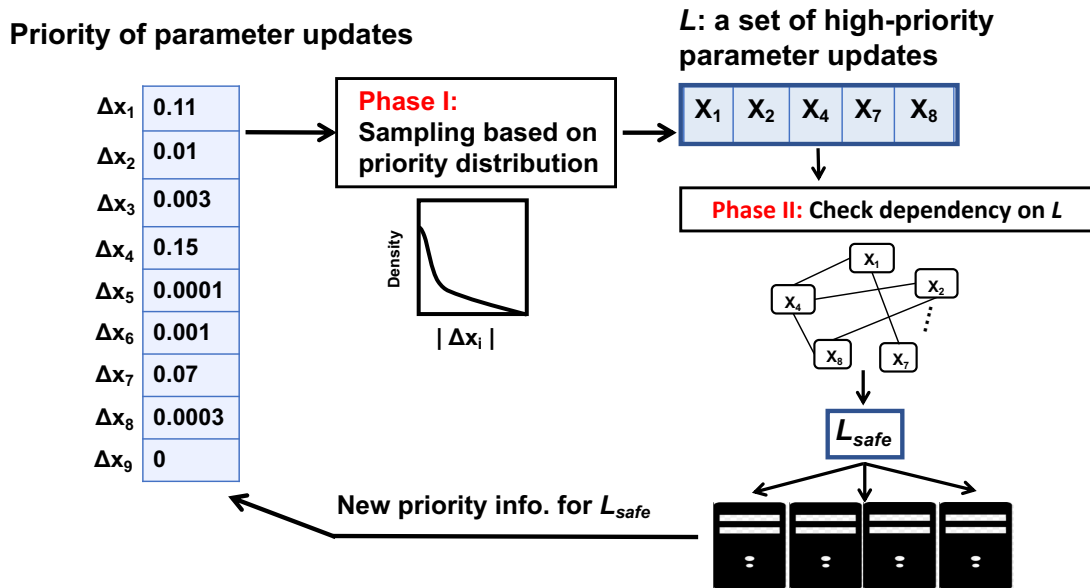 Priority of parameter updates
L: a set of high-priority
parameter updates
Δx1 0.11
Δx2 0.01
Δx3 0.003
Δx4 0.15
Δx5 0.0001
Δx6 0.001
Δx7 0.07
Δx8 0.0003
Δx9 0
Phase I:
Sampling based on
priority distribution
Density
| Δxi |
X1 X2 X4 X7 X8
Phase II: Check dependency on L
X1
X2
X4
X8
X7
Lsafe
New priority info. for Lsafe